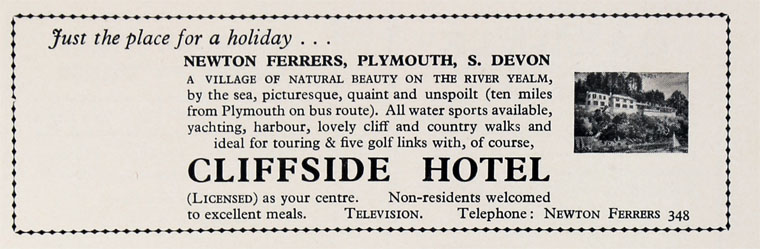 Just the place for a holiday . . .
NEWTON FERRERS, PLYMOUTH, S. DEVON
A VILLAGE OF NATURAL BEAUTY ON THE RIVER YEALM,
by the sea, picturesque, quaint and unspoilt (ten miles
from Plymouth on bus route). All water sports available,
yachting, harbour, lovely cliff and country walks and
ideal for touring & five golf links with, of course,
CLIFFSIDE HOTEL
(LICENSED) as your centre. Non-residents welcomed
to excellent meals. TELEVISION. Telephone: NEWTON FERRERS 348